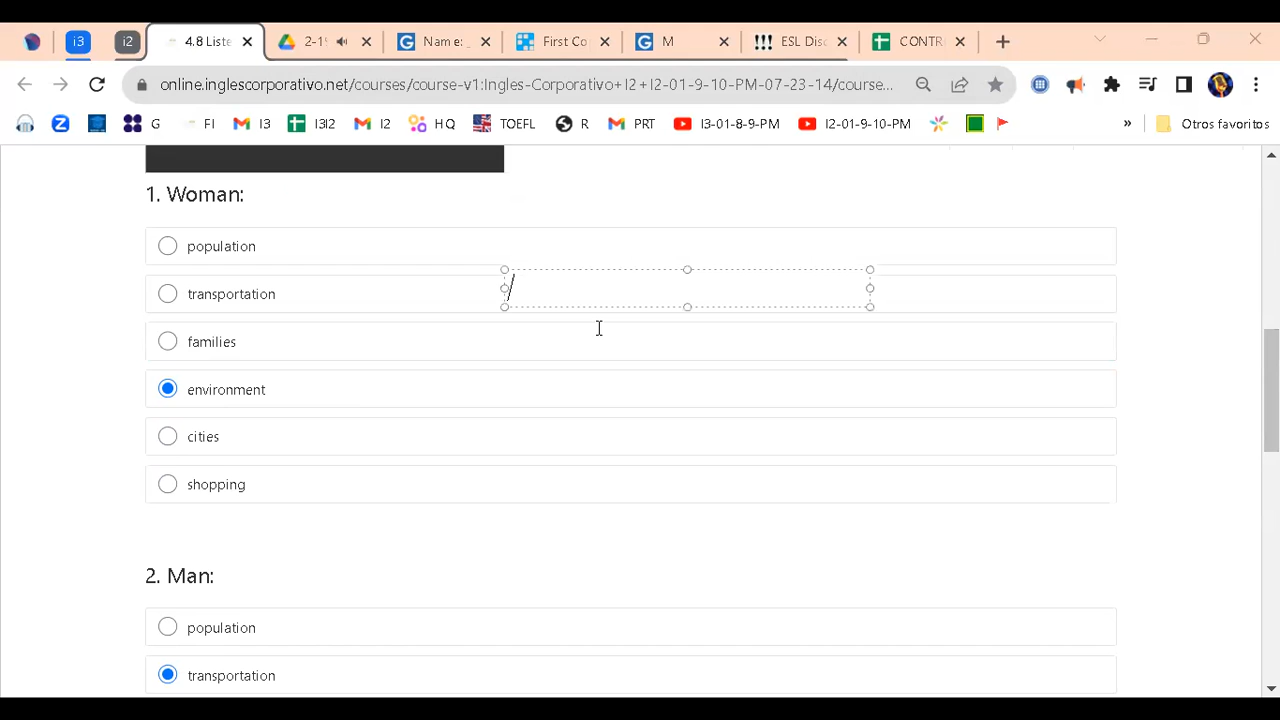 i3
i2
4.8 Liste
2-1
Name: _
First Co
M
ESL Disc
CONTR
online.inglescorporativo.net/courses/course-v1:Ingles-Corporativo+I2+I2-01-9-10-PM-07-23-14/course...
G
FI
I3
I3I2
I2
HQ
TOEFL
R
PRT
I3-01-8-9-PM
I2-01-9-10-PM
»
Otros favoritos
1. Woman:
population
transportation
/
families
environment
cities
shopping
2. Man:
population
transportation